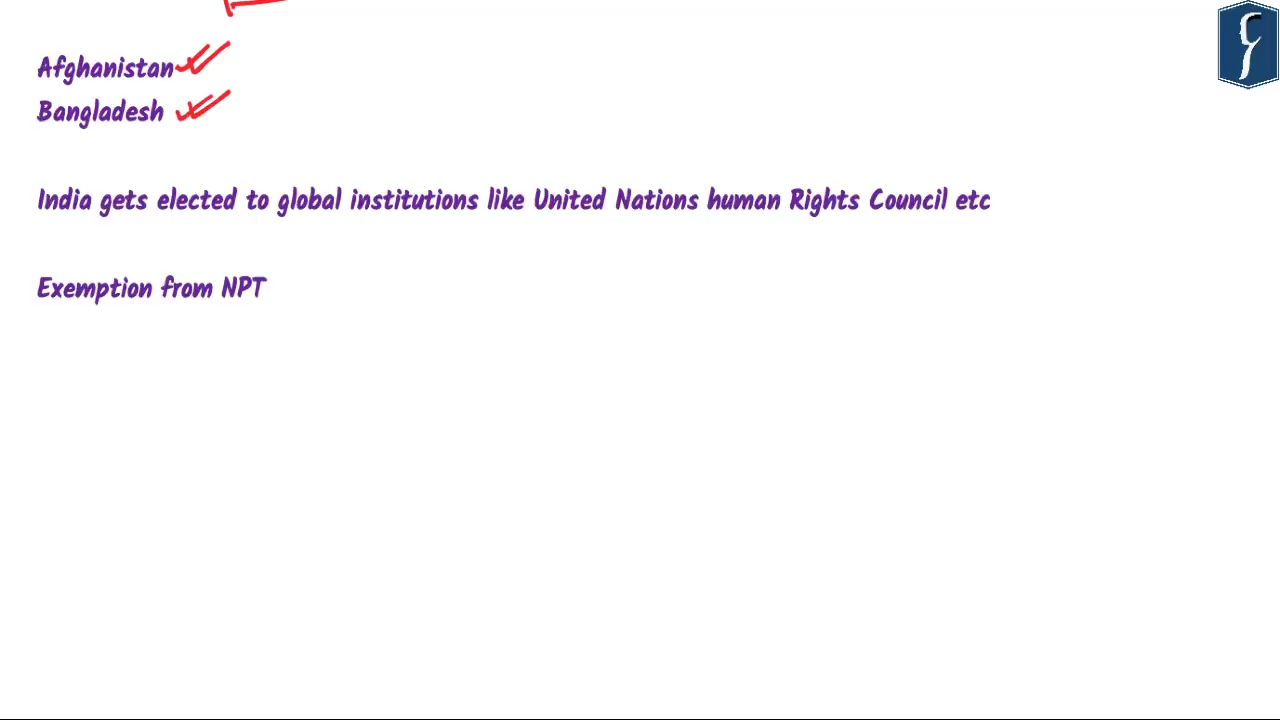 Afghanistan
Bangladesh
India gets elected to global institutions like United Nations human Rights Council etc
Exemption from NPT